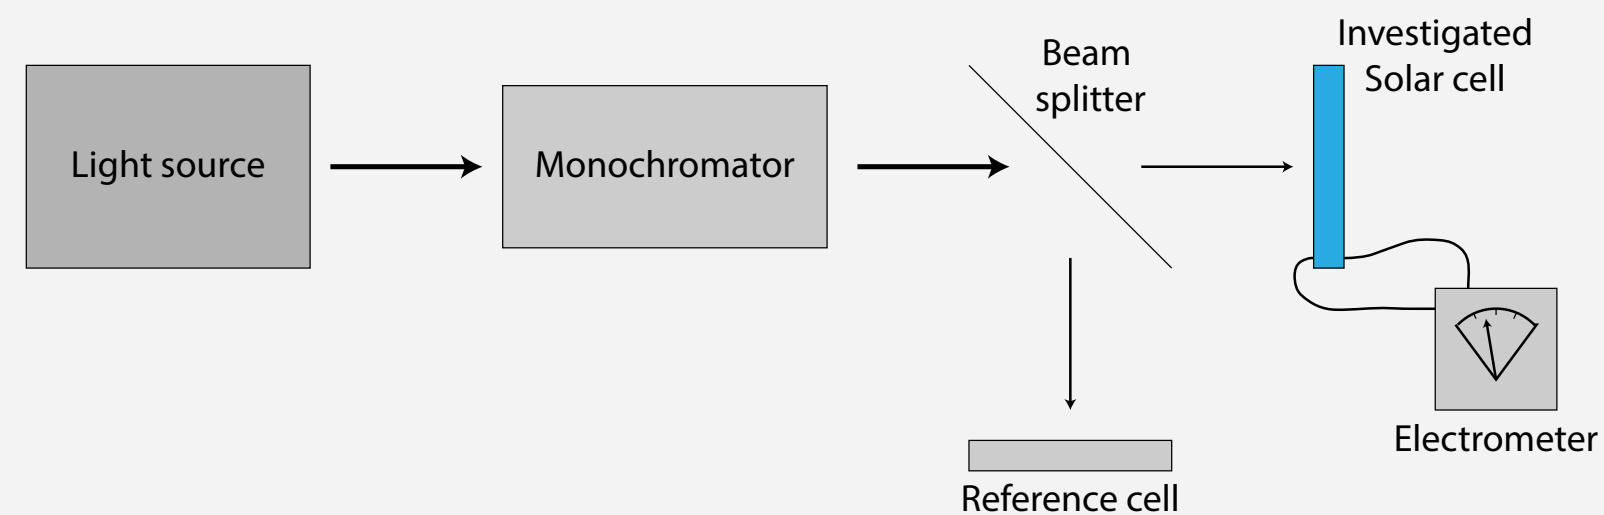 Light source
Monochromator
Beam
splitter
Investigated
Solar cell
Electrometer
Reference cell